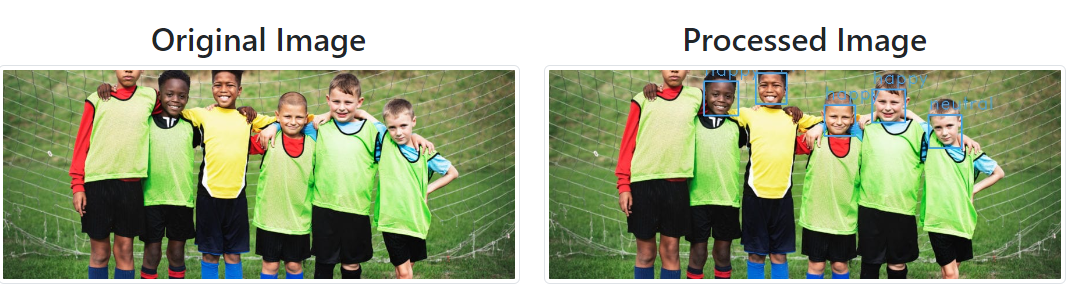 Original Image
Processed Image
happy
happy
happy
neutral